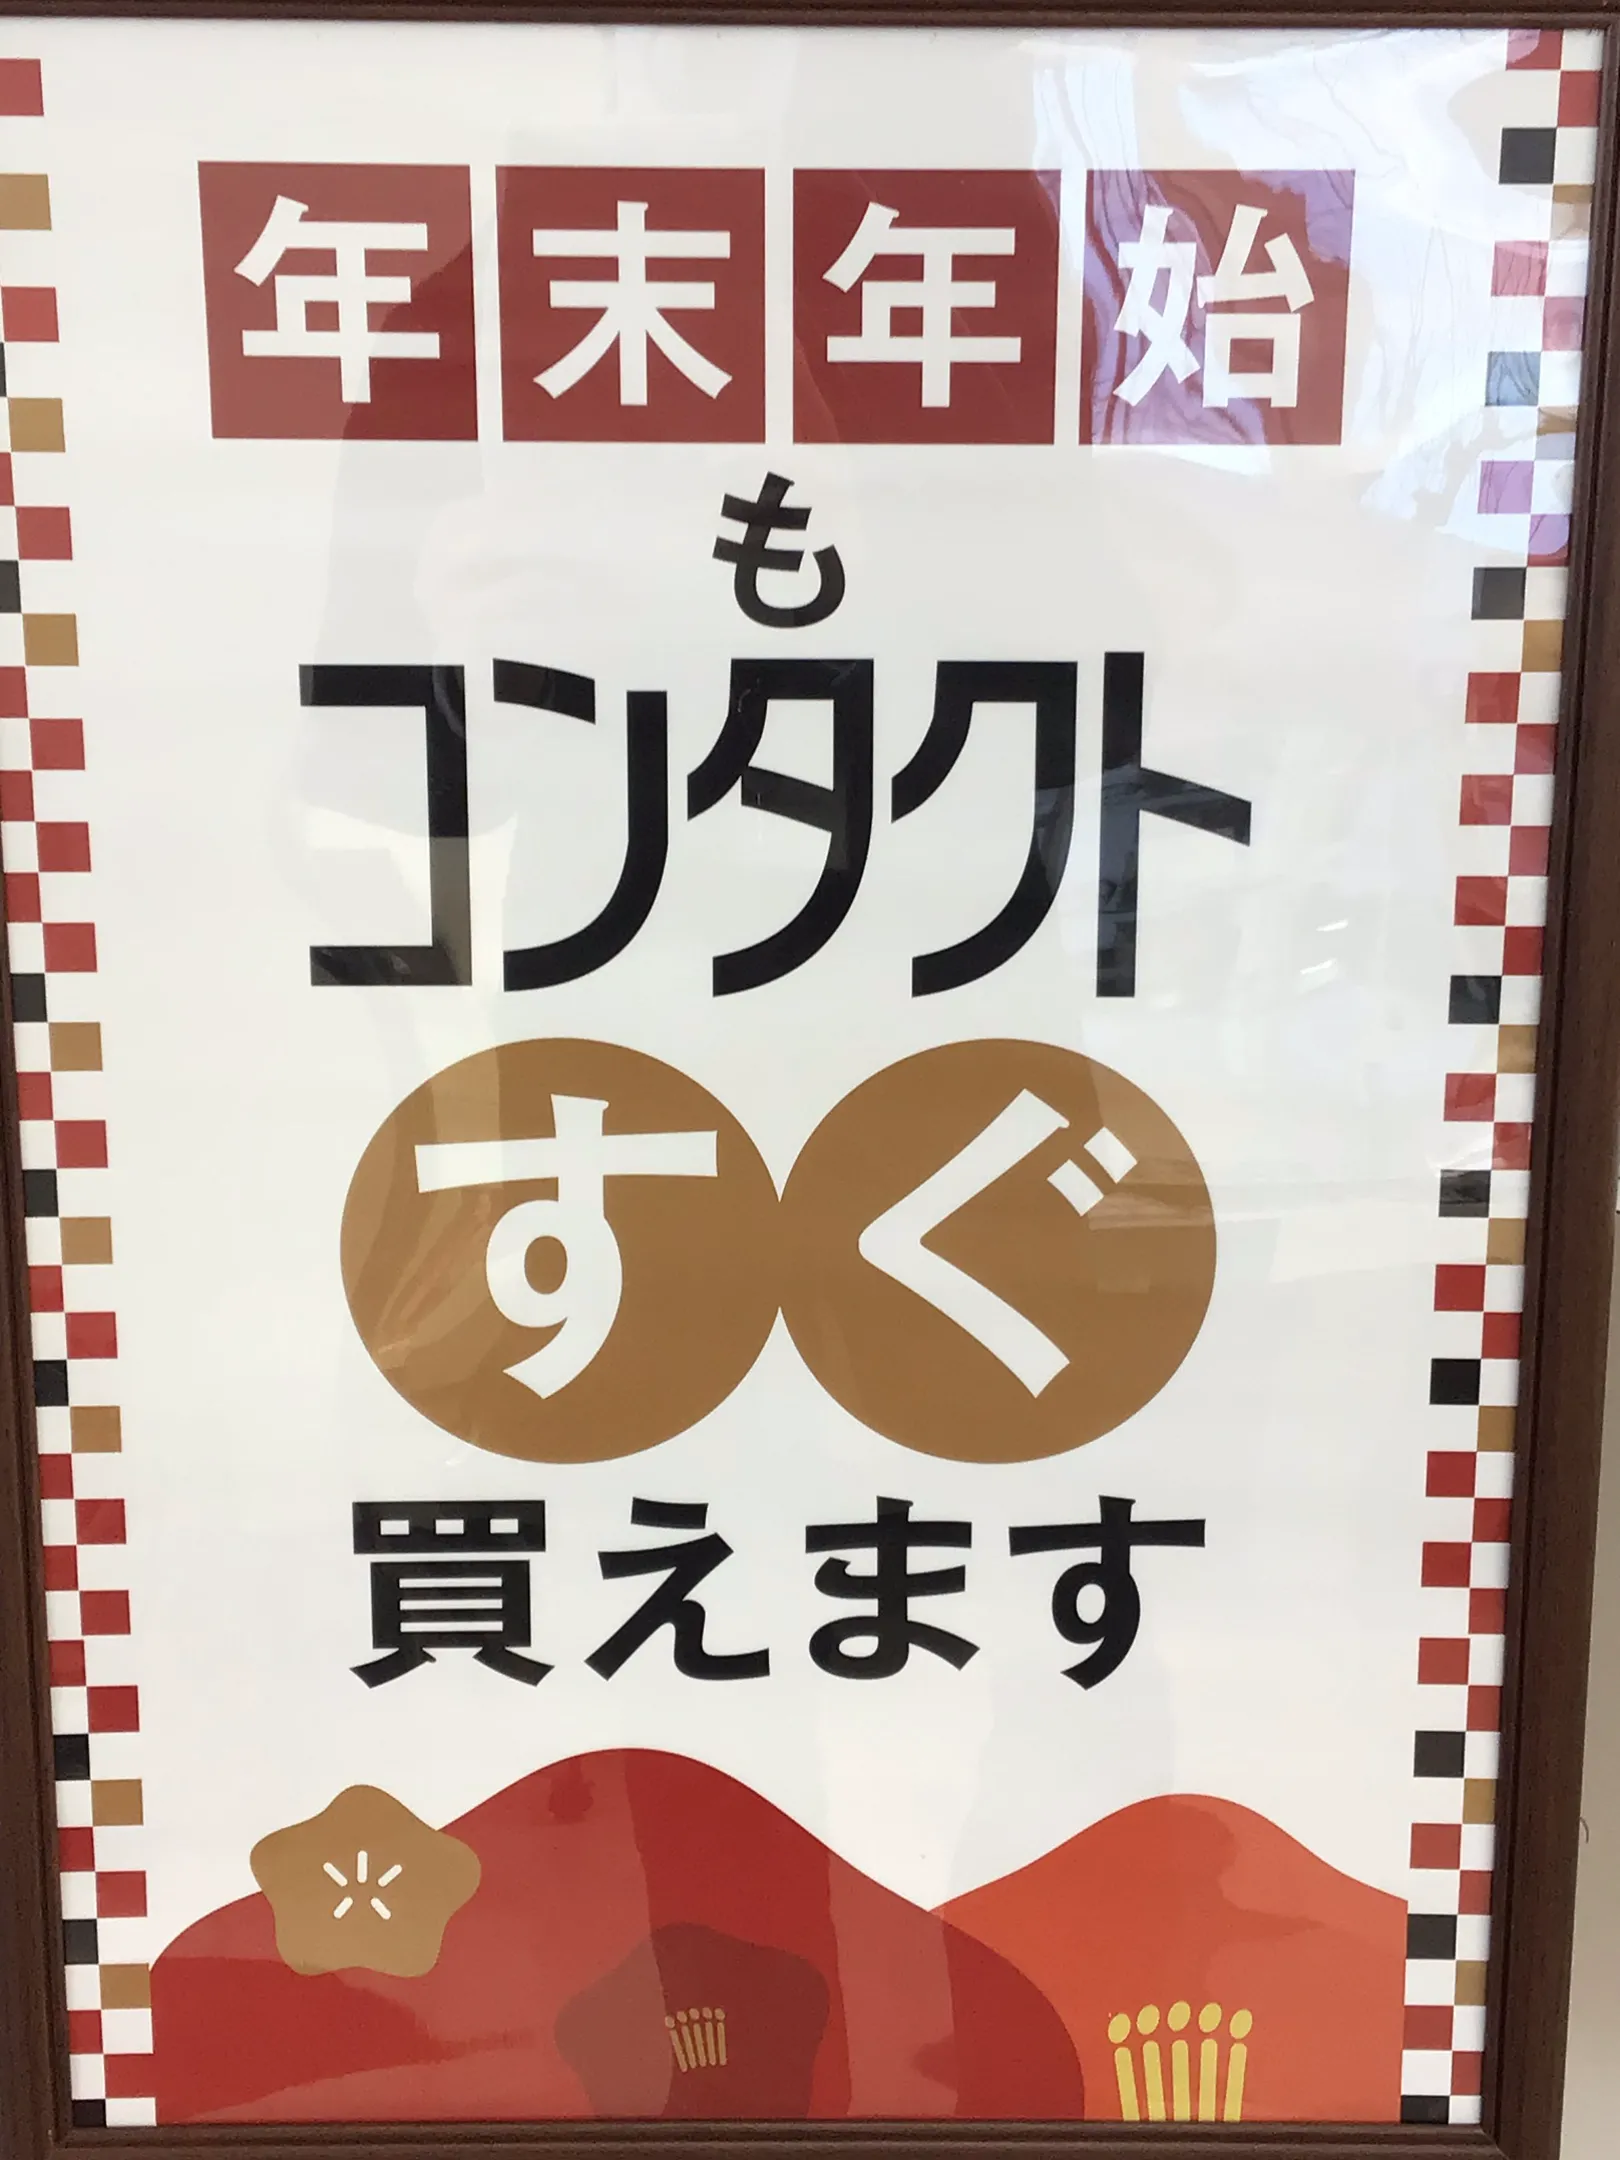 年末年始
も
コンタクト
すぐ
買えます